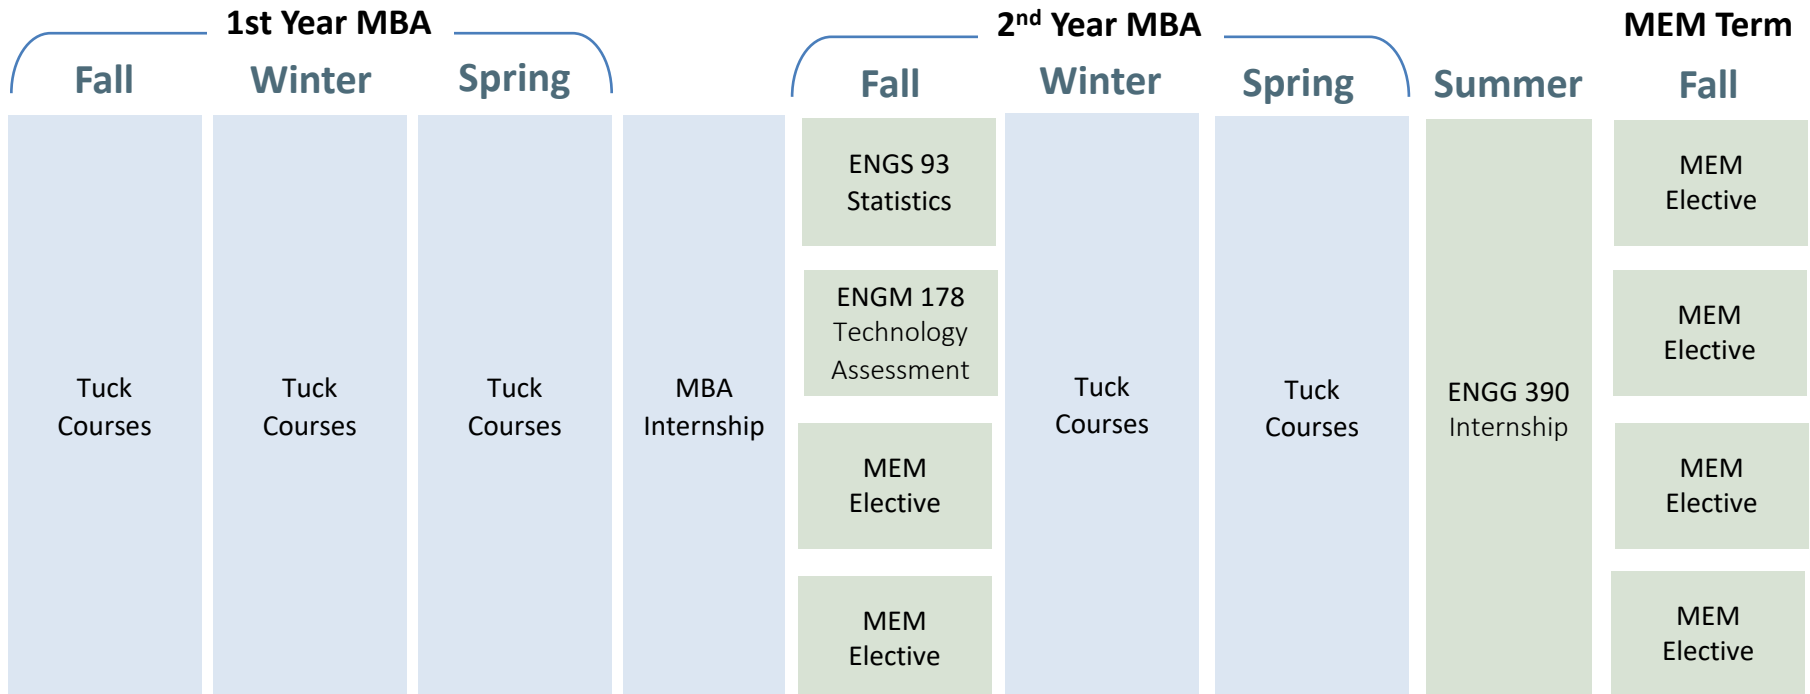 1st Year MBA
2nd Year MBA
MEM Term
Fall
Winter
Spring
Fall
Winter
Spring
Summer
Fall
Tuck
Courses
Tuck
Courses
Tuck
Courses
MBA
Internship
ENGS 93
Statistics
ENGM 178
Technology
Assessment
MEM
Elective
MEM
Elective
Tuck
Courses
Tuck
Courses
ENGG 390
Internship
MEM
Elective
MEM
Elective
MEM
Elective
MEM
Elective